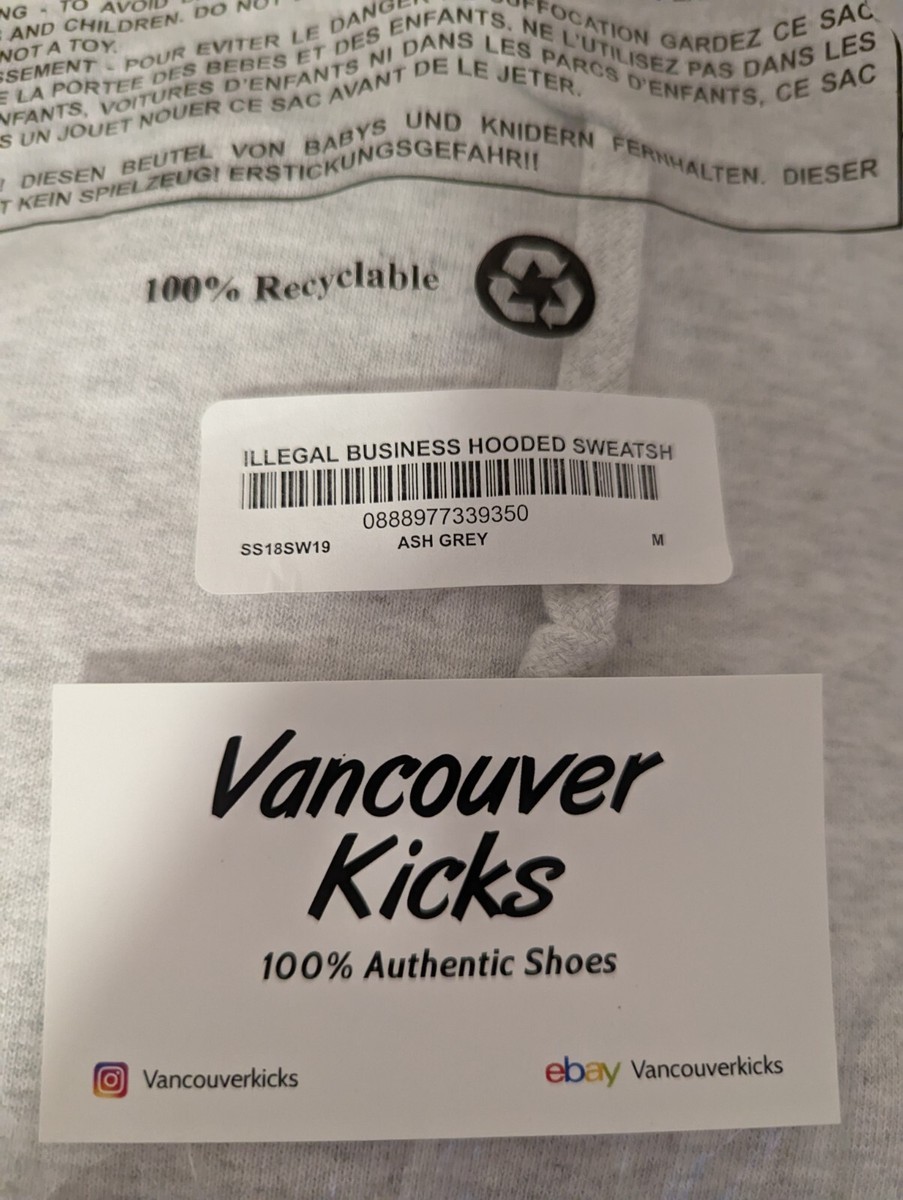 NG - TO AVOID
AND CHILDREN. DO NOT
NOT A TOY.
SSEMENT - POUR EVITER LE DANGER SUFFOCATION GARDEZ CE SAC
E LA PORTEE DES BEBES ET DES ENFANTS. NE L'UTILISEZ PAS DANS LES
NFANTS, VOITURES D'ENFANTS NI DANS LES PARCS D'ENFANTS, CE SAC
S UN JOUET NOUER CE SAC AVANT DE LE JETER.
! DIESEN BEUTEL VON BABYS UND KNIDERN FERNHALTEN. DIESER
T KEIN SPIELZEUG! ERSTICKUNGSGEFAHR!!
100% Recyclable
ILLEGAL BUSINESS HOODED SWEATSH
0888977339350
SS18SW19 ASH GREY M
Vancouver
Kicks
100% Authentic Shoes
Vancouverkicks ebay Vancouverkicks